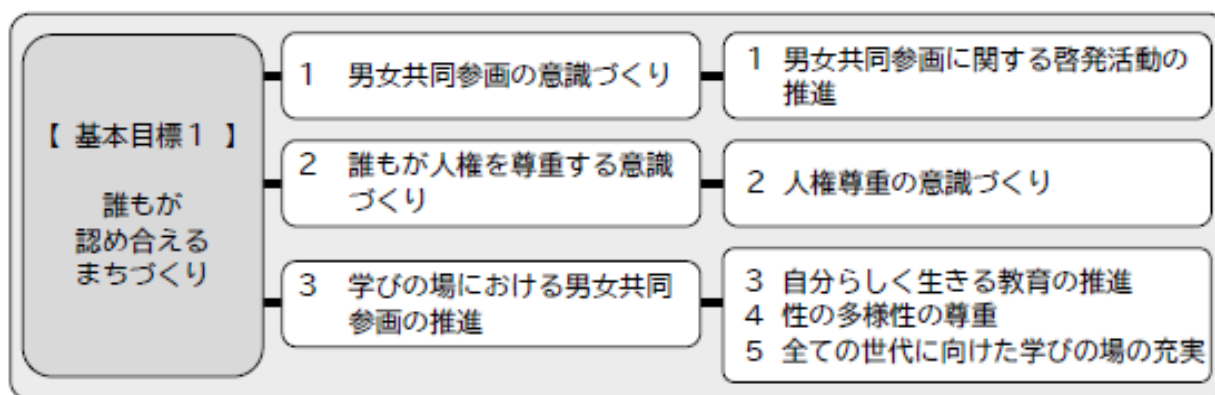 【 基本目標１ 】
誰もが
認め合える
まちづくり
１ 男女共同参画の意識づくり
１ 男女共同参画に関する啓発活動の
推進
２ 誰もが人権を尊重する意識
づくり
２ 人権尊重の意識づくり
３ 学びの場における男女共同
参画の推進
３ 自分らしく生きる教育の推進
４ 性の多様性の尊重
５ 全ての世代に向けた学びの場の充実